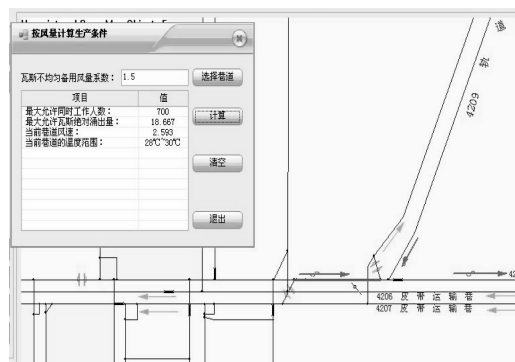 按风量计算生产条件
瓦斯不均匀备用风量系数: 1.5
选择巷道
项目 值
最大允许同时工作人数: 700
最大允许瓦斯绝对涌出量: 18.667
当前巷道风速: 2.593
当前巷道的温度范围: 28℃~30℃
计算
清空
退出
4209 轨道
4206 皮带运输巷
4207 皮带运输巷